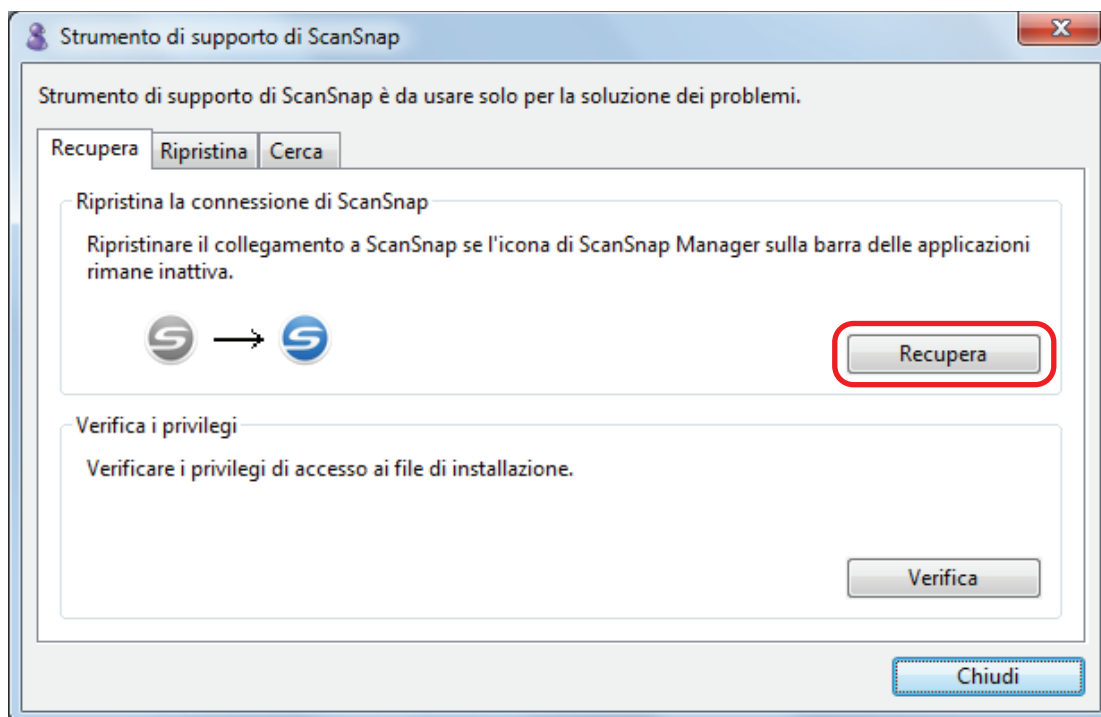 Strumento di supporto di ScanSnap
Strumento di supporto di ScanSnap è da usare solo per la soluzione dei problemi.
Recupera Ripristina Cerca
Ripristina la connessione di ScanSnap
Ripristinare il collegamento a ScanSnap se l'icona di ScanSnap Manager sulla barra delle applicazioni
rimane inattiva.
Recupera
Verifica i privilegi
Verificare i privilegi di accesso ai file di installazione.
Verifica
Chiudi